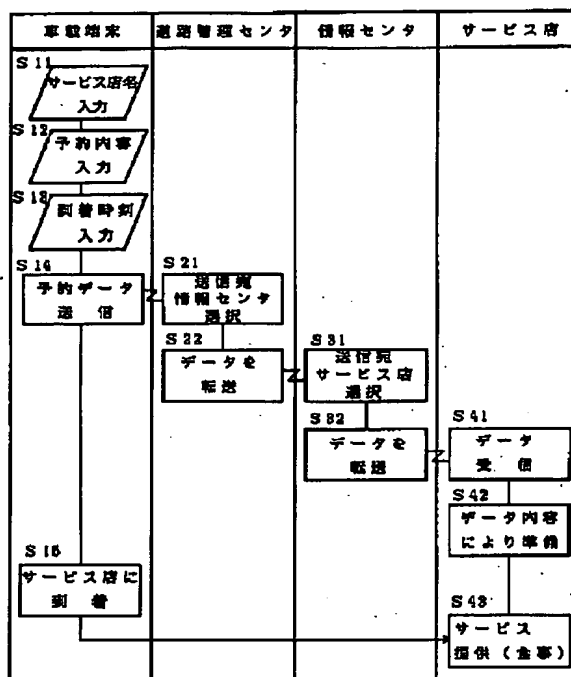 車載端末 道路管理センタ 情報センタ サービス店
S11
サービス店名
入力
S12
予約内容
入力
S13
到着時刻
入力
S14
予約データ
送信
S21
送信宛
情報センタ
選択
S22
データを
転送
S31
送信宛
サービス店
選択
S32
データを
転送
S41
データ
受信
S42
データ内容
により準備
S15
サービス店に
到着
S43
サービス
提供(食事)